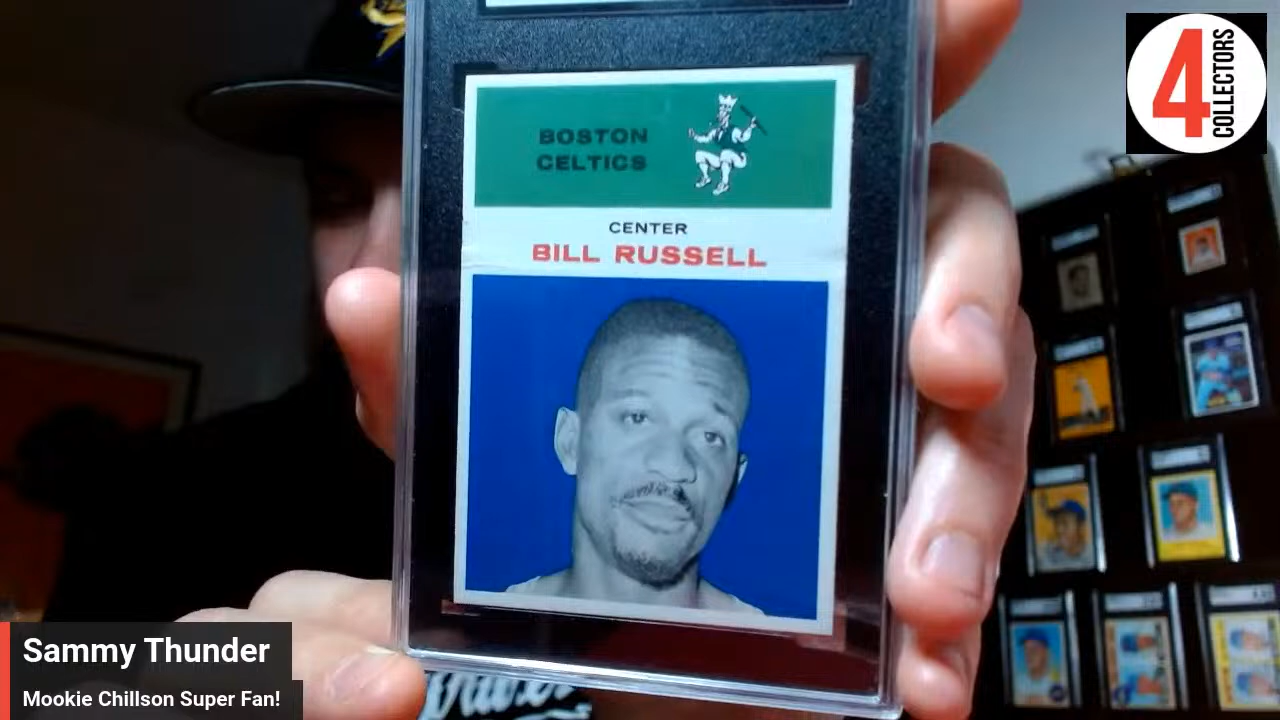 4
COLLECTORS
BOSTON
CELTICS
CENTER
BILL RUSSELL
Sammy Thunder
Mookie Chillson Super Fan!